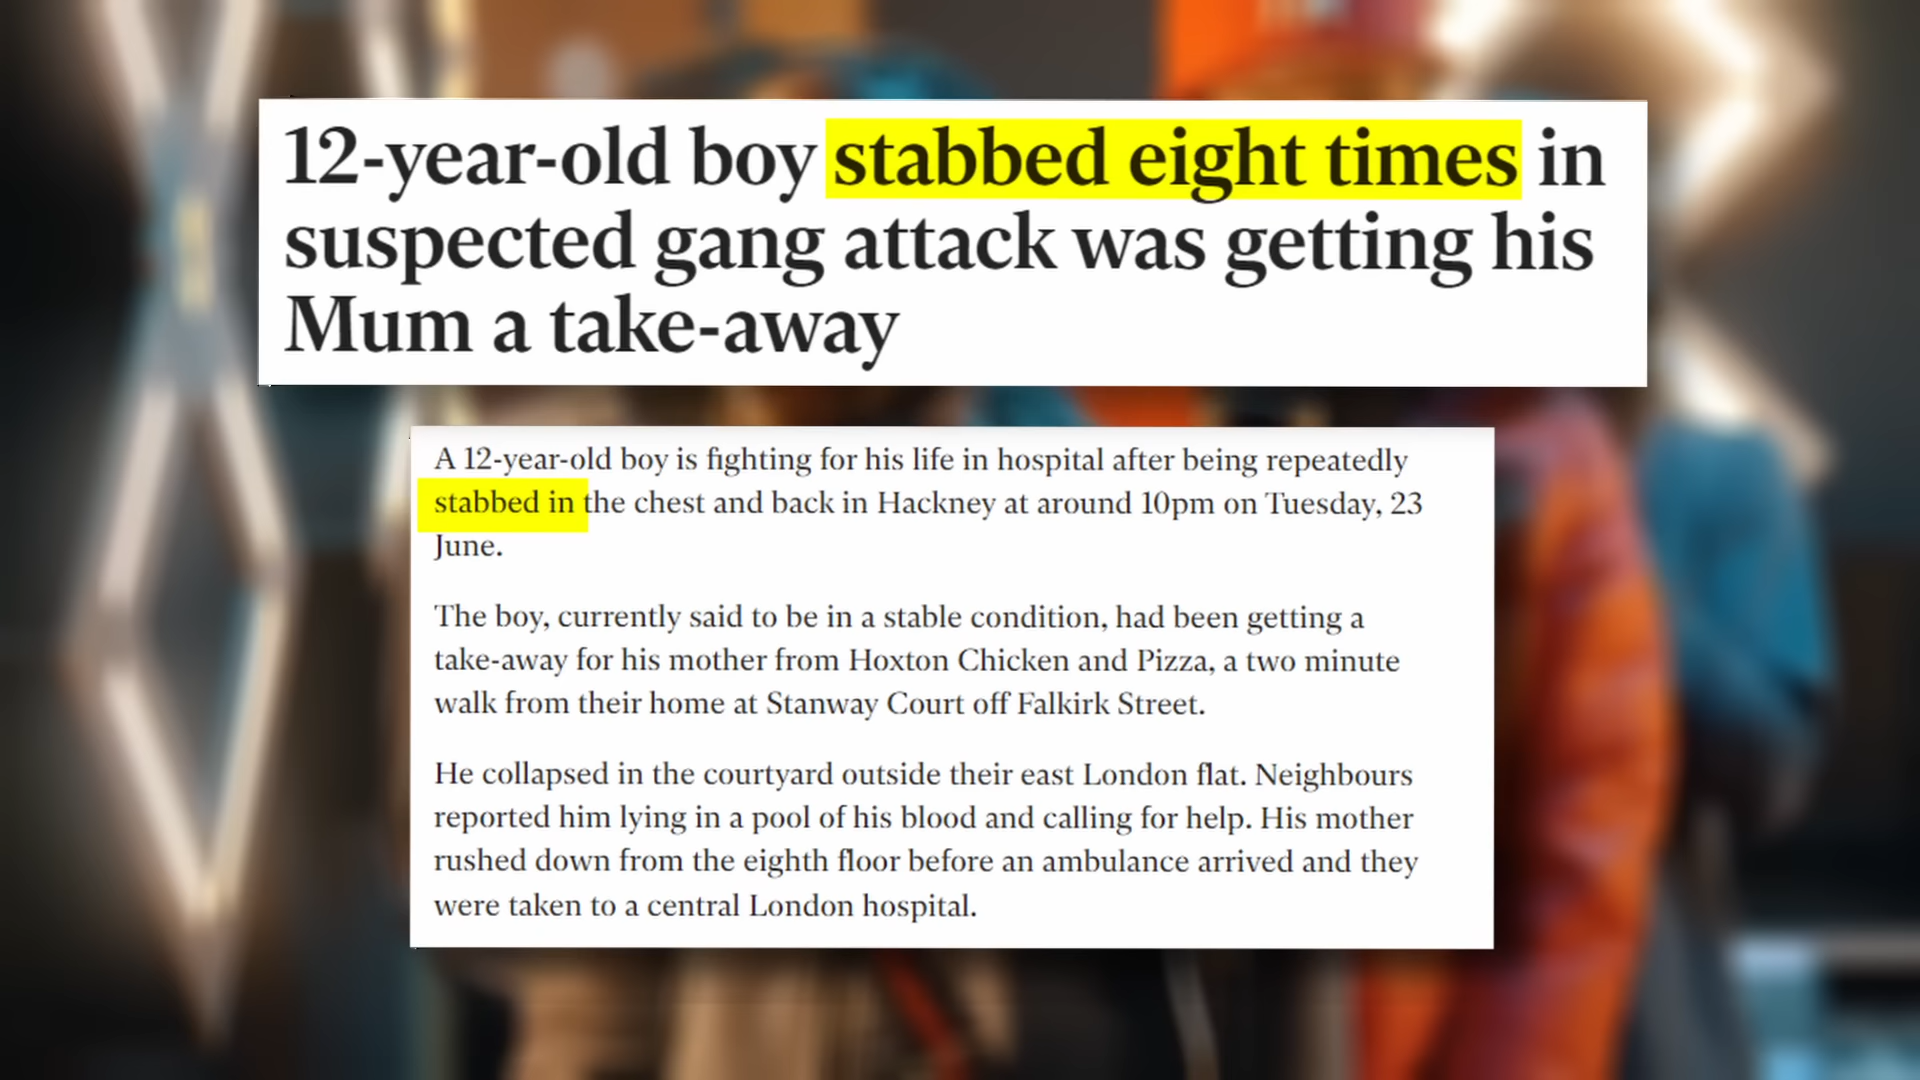 12-year-old boy stabbed eight times in
suspected gang attack was getting his
Mum a take-away
A 12-year-old boy is fighting for his life in hospital after being repeatedly
stabbed in the chest and back in Hackney at around 10pm on Tuesday, 23
June.
The boy, currently said to be in a stable condition, had been getting a
take-away for his mother from Hoxton Chicken and Pizza, a two minute
walk from their home at Stanway Court off Falkirk Street.
He collapsed in the courtyard outside their east London flat. Neighbours
reported him lying in a pool of his blood and calling for help. His mother
rushed down from the eighth floor before an ambulance arrived and they
were taken to a central London hospital.